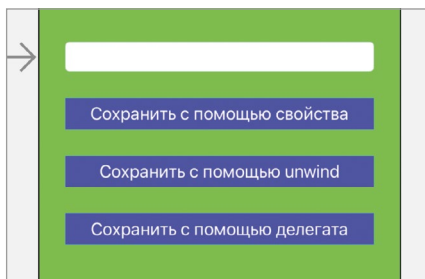 Сохранить с помощью свойства
Сохранить с помощью unwind
Сохранить с помощью делегата